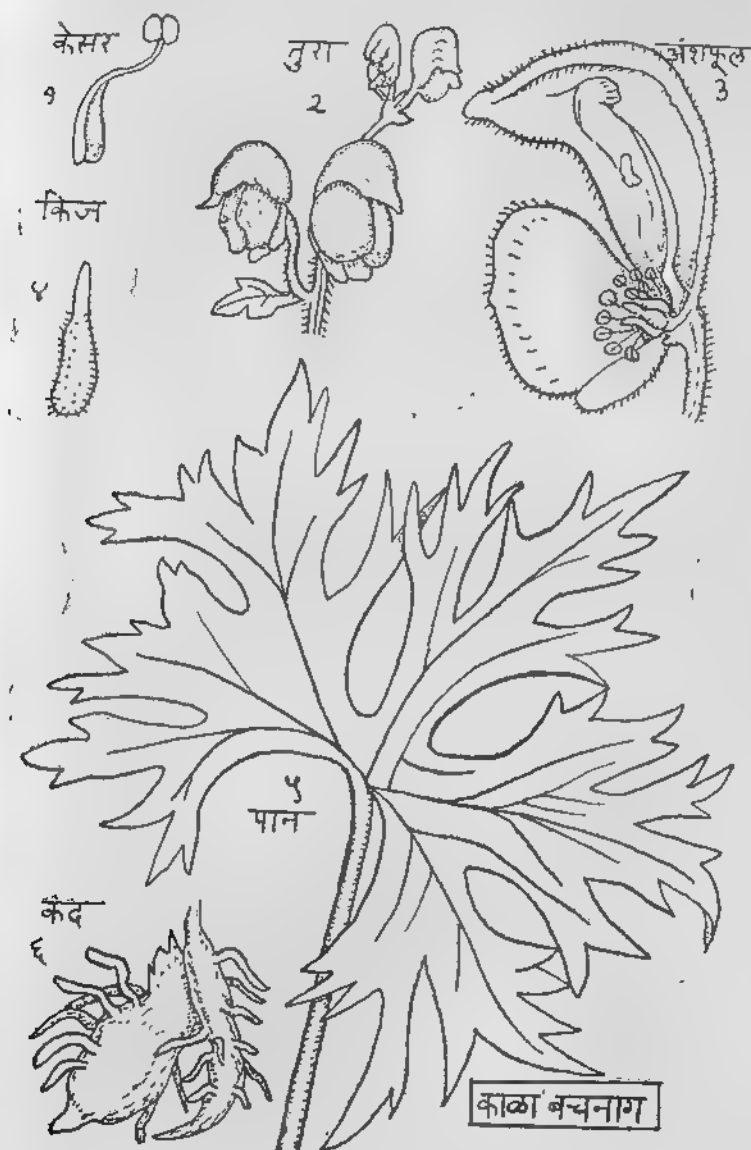 केसर
१
तुरा
२
अंशफूल
३
किंज
४
५
पान
कंद
६
काळा बचनाग